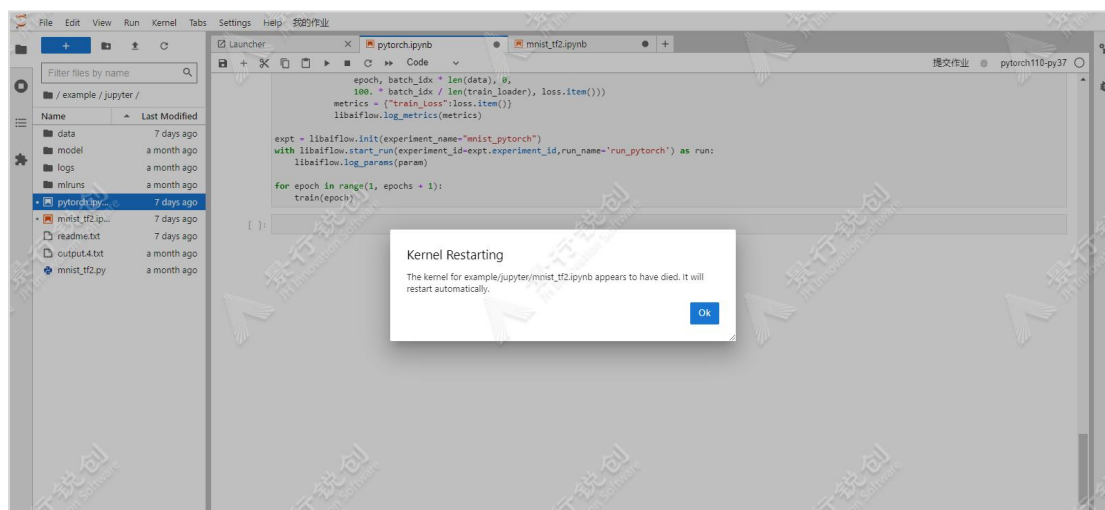 File Edit View Run Kernel Tabs Settings Help 我的作业
Launcher
pytorch.ipynb
mnist_tf2.ipynb
Code
提交作业
pytorch110-py37
Filter files by name
/ example / jupyter /
Name Last Modified
data 7 days ago
model a month ago
logs a month ago
mlruns a month ago
pytorch.ipy... 7 days ago
mnist_tf2.ip... 7 days ago
readme.txt 7 days ago
output.4.txt a month ago
mnist_tf2.py a month ago
epoch, batch_idx * len(data), 0,
100. * batch_idx / len(train_loader), loss.item()))
metrics = {"train_Loss":loss.item()}
libaiflow.log_metrics(metrics)
expt = libaiflow.init(experiment_name="mnist_pytorch")
with libaiflow.start_run(experiment_id=expt.experiment_id,run_name='run_pytorch') as run:
libaiflow.log_params(param)
for epoch in range(1, epochs + 1):
train(epoch)
[ ]:
Kernel Restarting
The kernel for example/jupyter/mnist_tf2.ipynb appears to have died. It will
restart automatically.
Ok